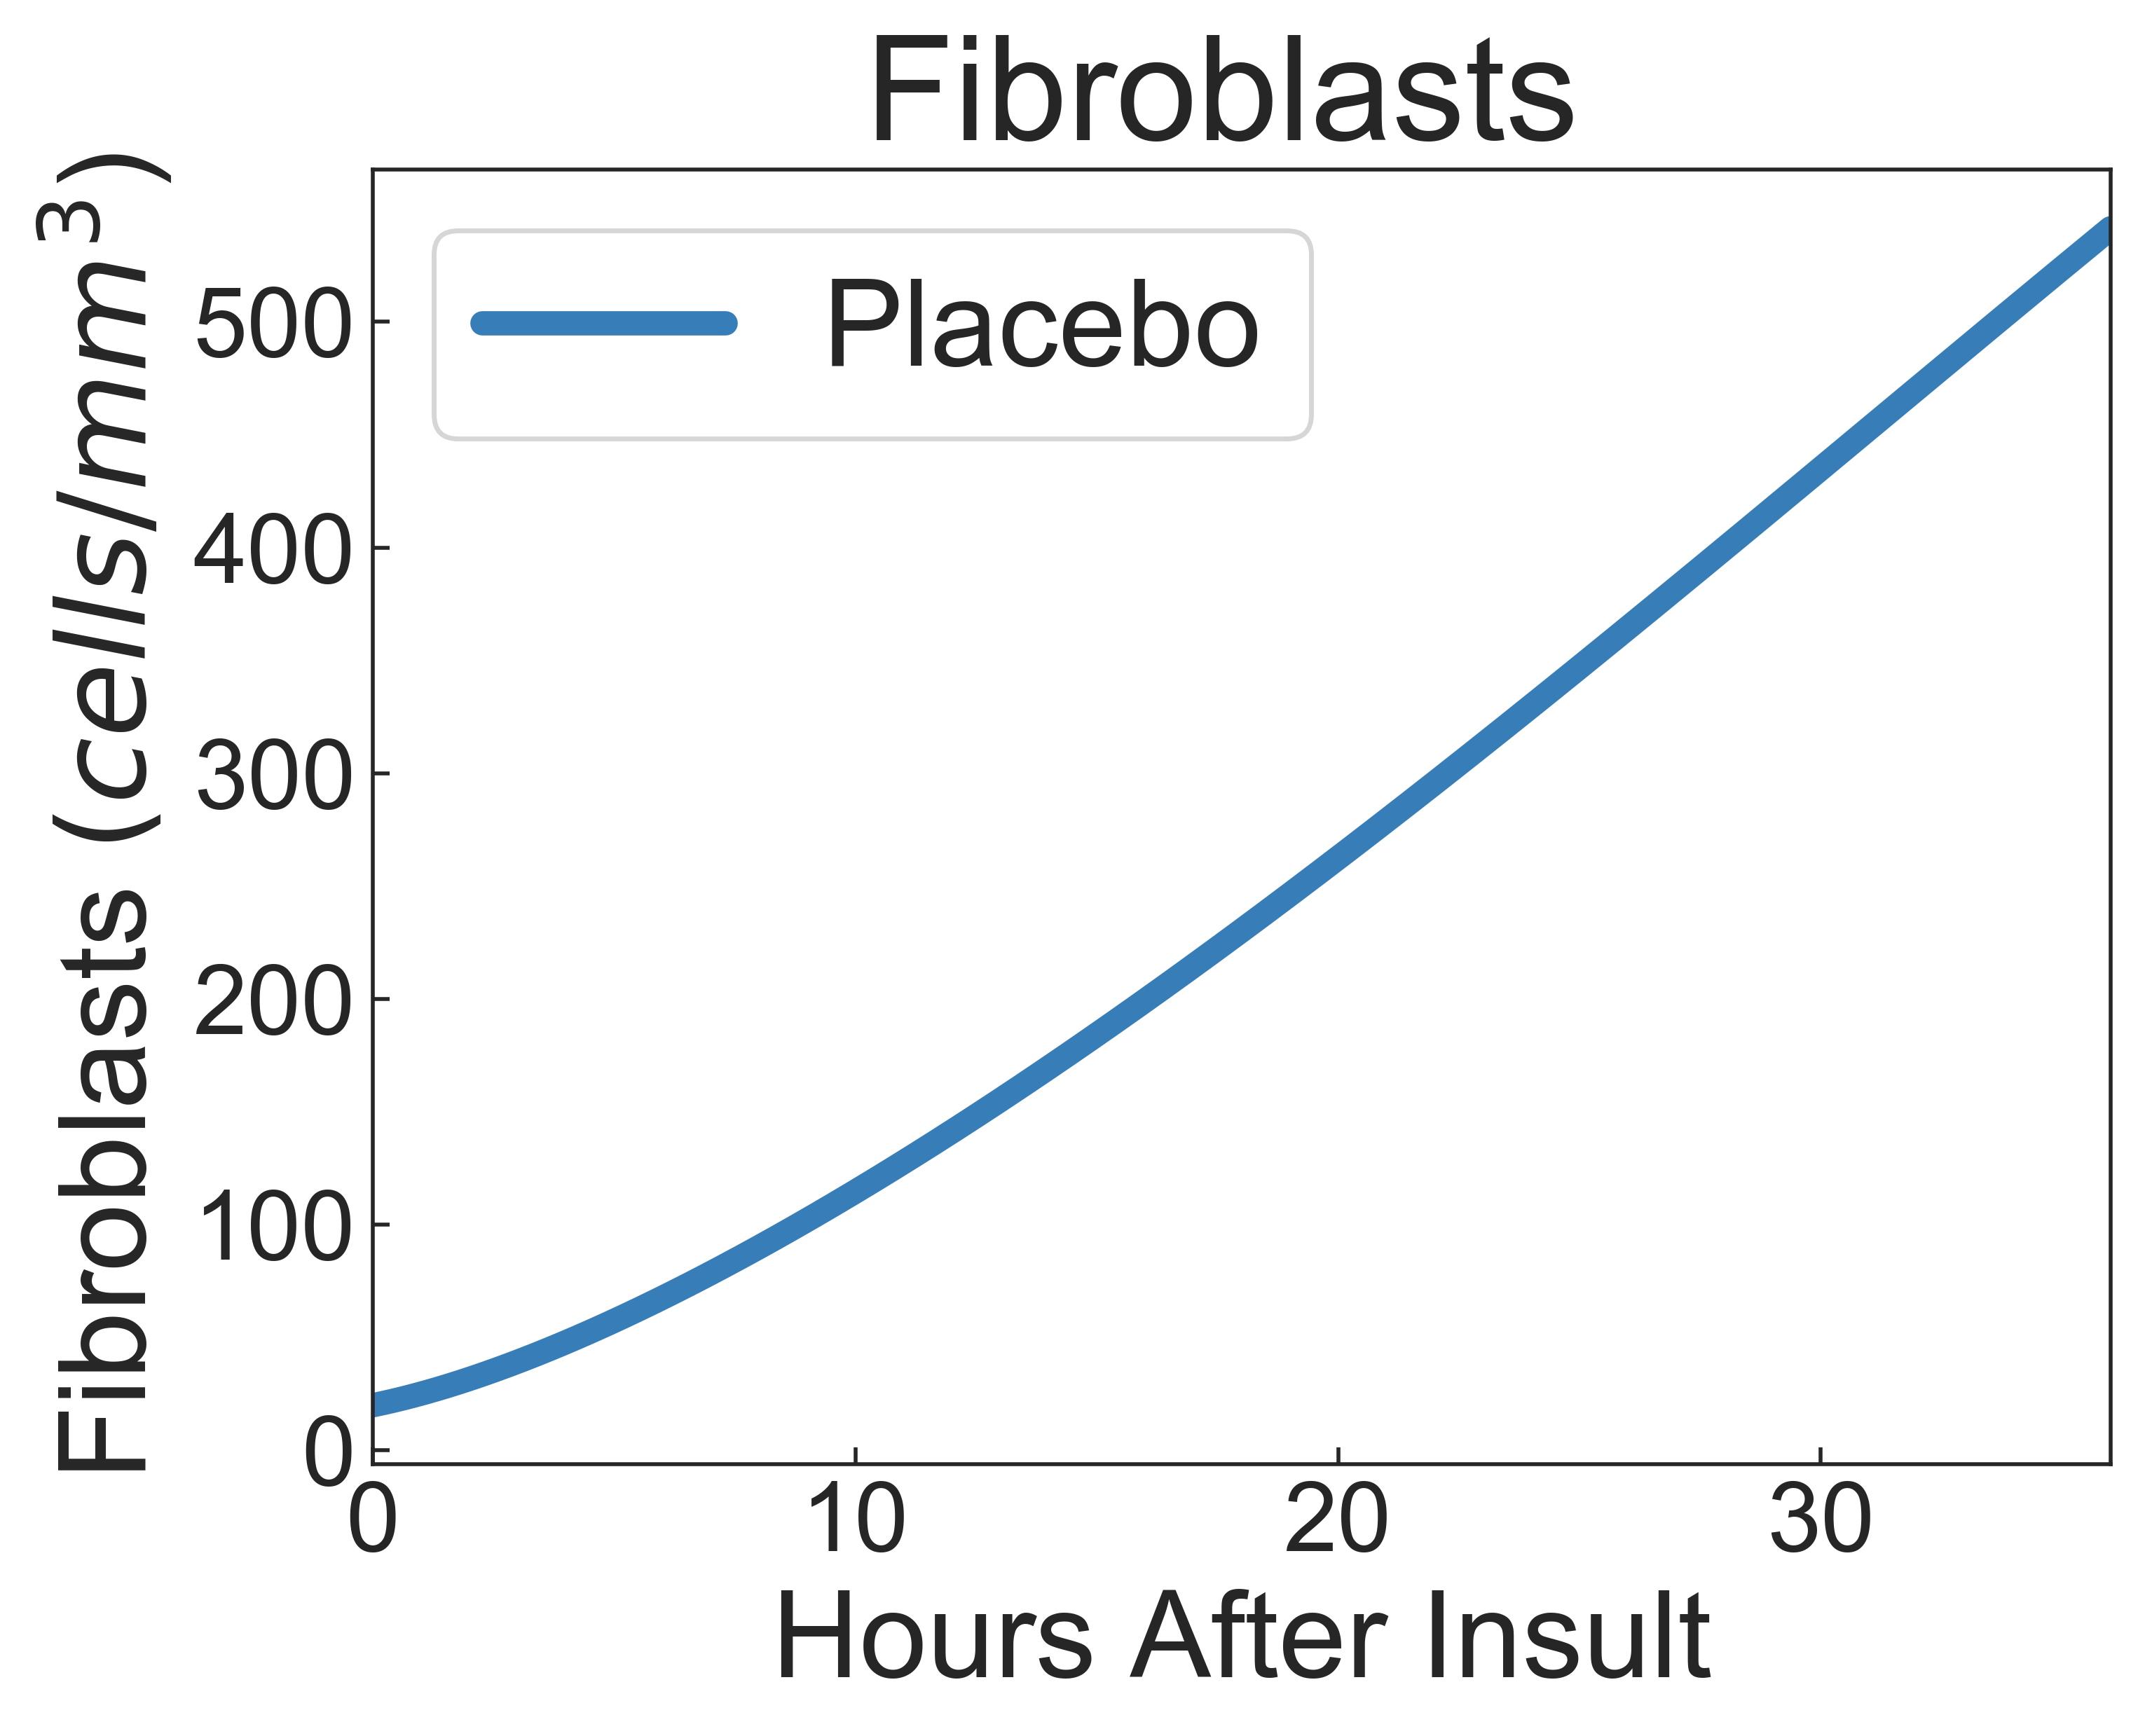 Fibroblasts
Fibroblasts (cells/mm³)
500
400
300
200
100
0
Placebo
0 10 20 30
Hours After Insult